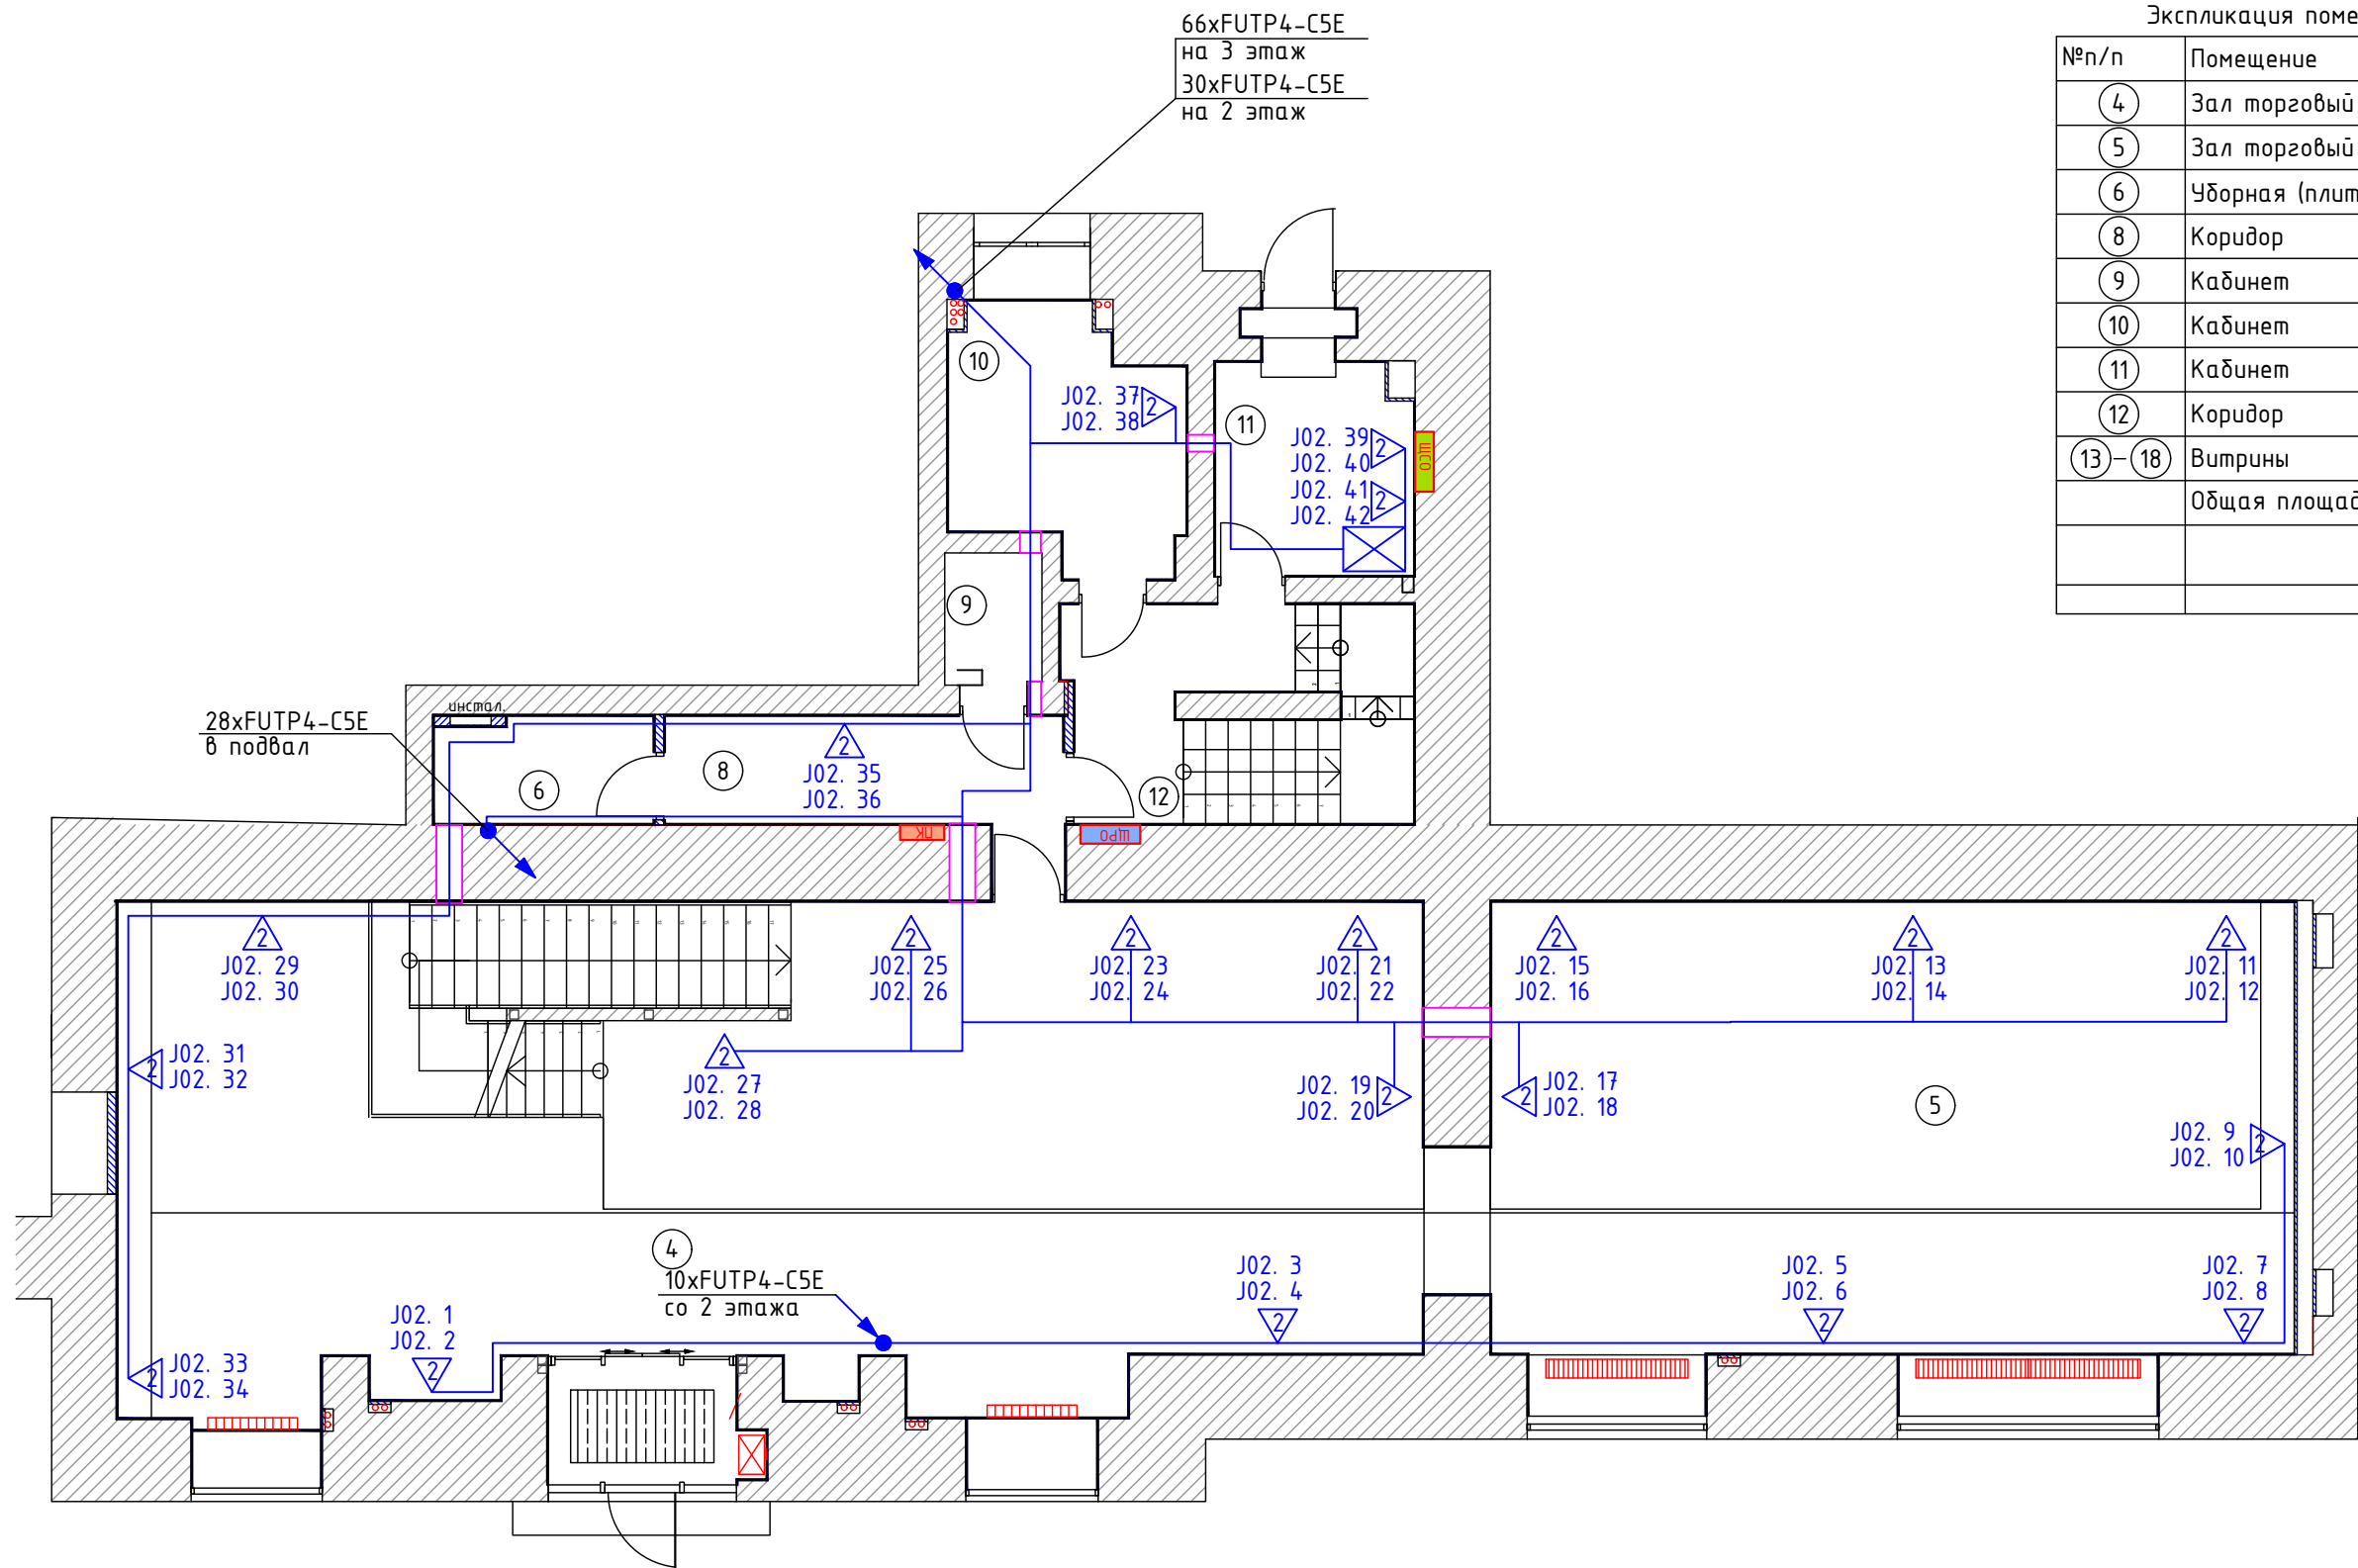 66xFUTP4-C5E
на 3 этаж
30xFUTP4-C5E
на 2 этаж
Экспликация поме
№п/п Помещение
4 Зал торговый
5 Зал торговый
6 Уборная (плит
8 Коридор
9 Кабинет
10 Кабинет
11 Кабинет
12 Коридор
13-18 Витрины
Общая площад
10
J02. 37
J02. 38
2
11
J02. 39
J02. 40
2
J02. 41
J02. 42
2
ЩСО
9
28xFUTP4-C5E
в подвал
инстал.
6
8
2
J02. 35
J02. 36
12
ПК
ЩРО
2
J02. 29
J02. 30
2
J02. 25
J02. 26
2
J02. 23
J02. 24
2
J02. 21
J02. 22
2
J02. 15
J02. 16
2
J02. 13
J02. 14
2
J02. 11
J02. 12
2
J02. 31
J02. 32
2
J02. 27
J02. 28
J02. 19
J02. 20
2
2
J02. 17
J02. 18
5
J02. 9
J02. 10
2
4
10xFUTP4-C5E
со 2 этажа
J02. 3
J02. 4
2
J02. 5
J02. 6
2
J02. 7
J02. 8
2
J02. 1
J02. 2
2
2
J02. 33
J02. 34